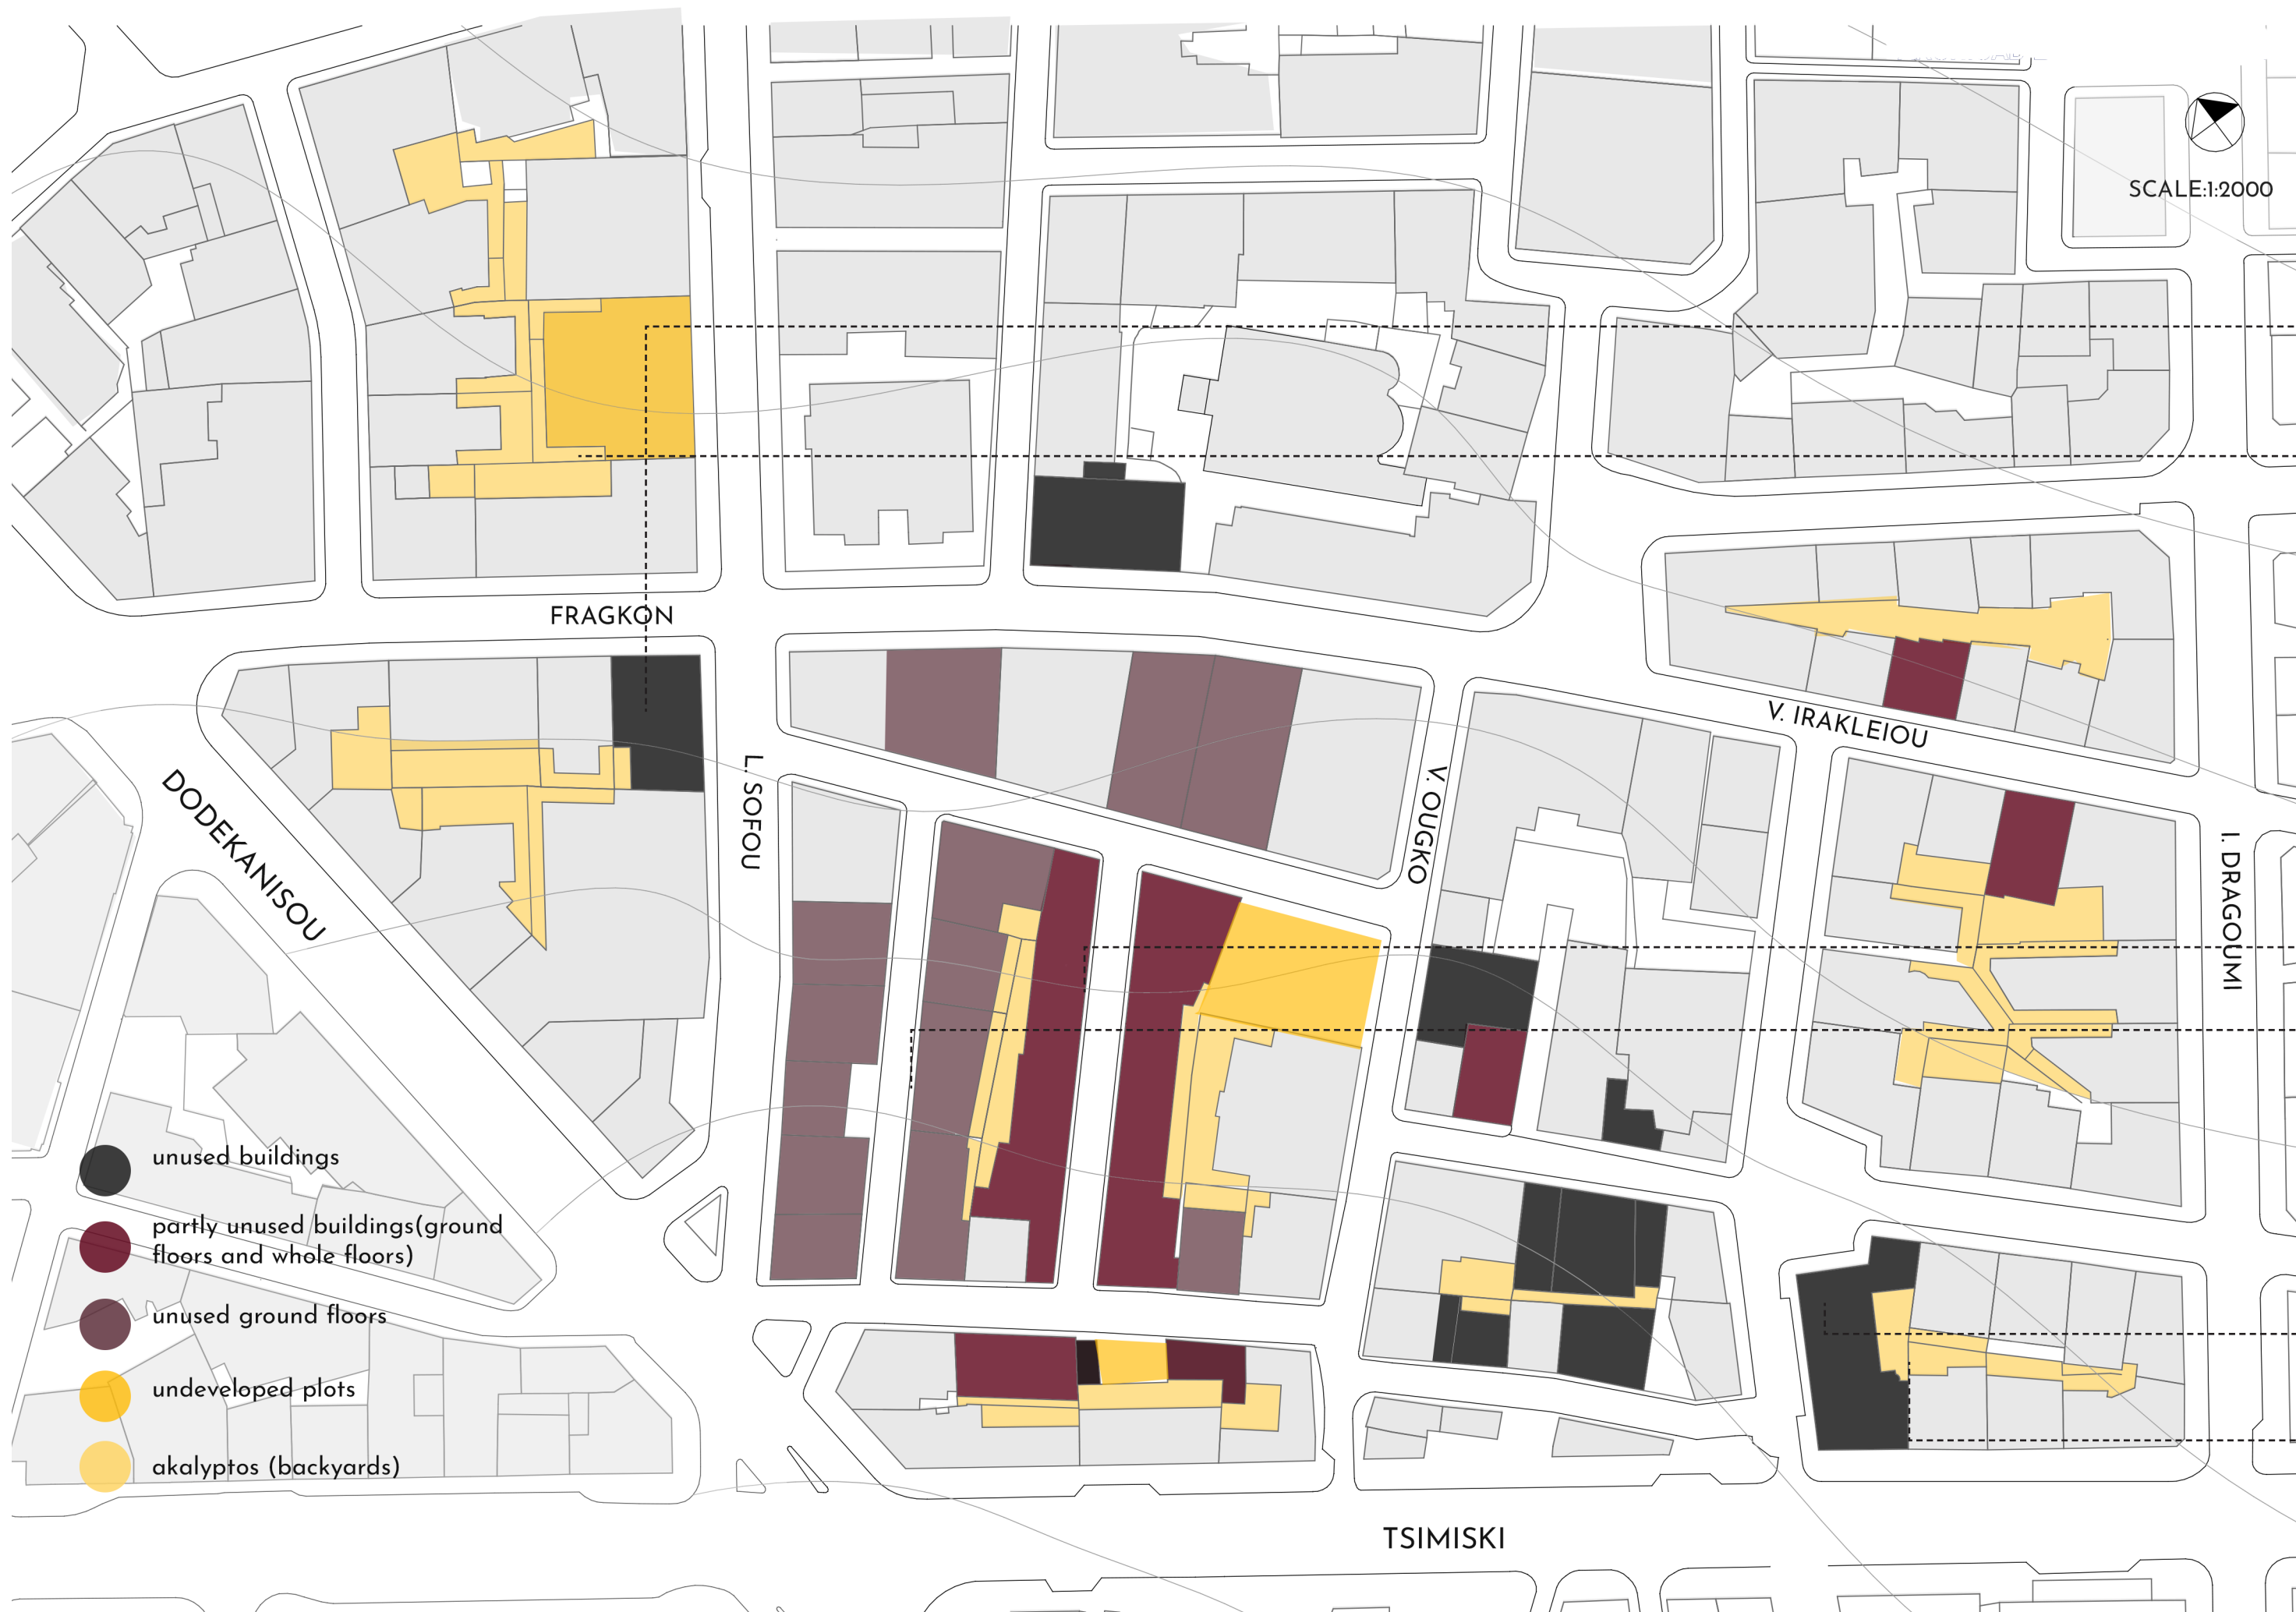 SCALE:1:2000
FRAGKON
V. IRAKLEIOU
L. SOFOU
V. OUGKO
DODEKANISOU
I. DRAGOUMI
unused buildings
partly unused buildings(ground
floors and whole floors)
unused ground floors
undeveloped plots
akalyptos (backyards)
TSIMISKI